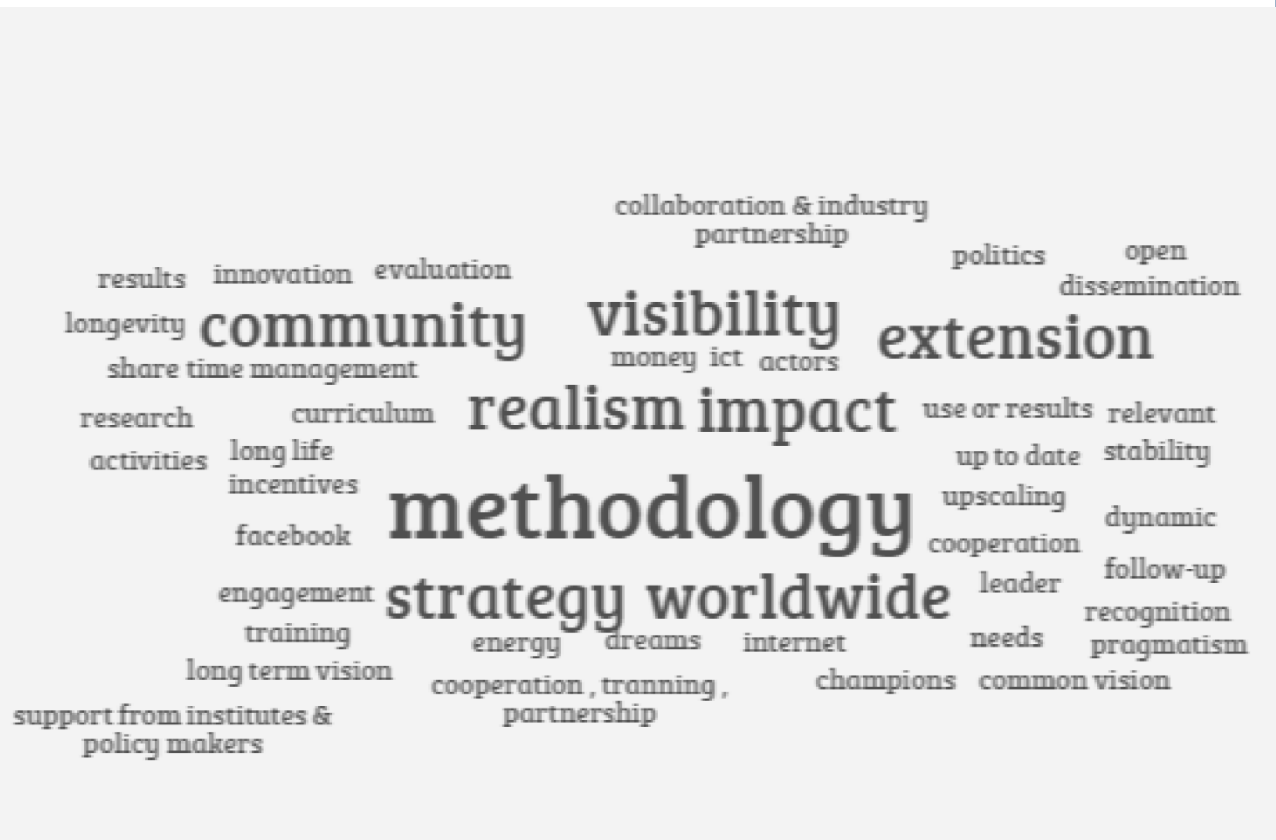 collaboration & industry
partnership
politics
open
dissemination
results innovation evaluation
longevity community visibility extension
share time management
money ict actors
research curriculum realism impact use or results relevant
activities long life up to date stability
incentives methodology upscaling
facebook dynamic
cooperation
engagement strategy worldwide leader follow-up
training energy dreams internet needs recognition
pragmatism
long term vision cooperation , tranning , champions common vision
partnership
support from institutes &
policy makers